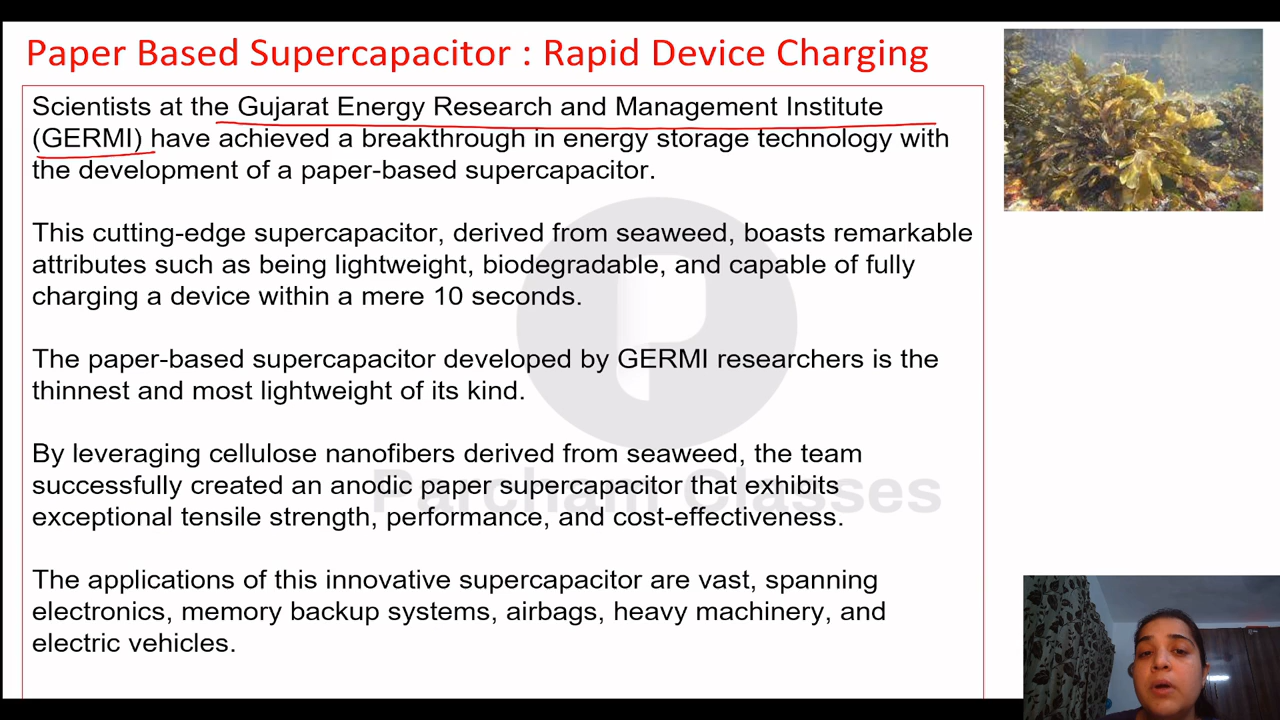 Paper Based Supercapacitor : Rapid Device Charging
Scientists at the Gujarat Energy Research and Management Institute
(GERMI) have achieved a breakthrough in energy storage technology with
the development of a paper-based supercapacitor.
This cutting-edge supercapacitor, derived from seaweed, boasts remarkable
attributes such as being lightweight, biodegradable, and capable of fully
charging a device within a mere 10 seconds.
The paper-based supercapacitor developed by GERMI researchers is the
thinnest and most lightweight of its kind.
By leveraging cellulose nanofibers derived from seaweed, the team
successfully created an anodic paper supercapacitor that exhibits
exceptional tensile strength, performance, and cost-effectiveness.
Parcham Classes
The applications of this innovative supercapacitor are vast, spanning
electronics, memory backup systems, airbags, heavy machinery, and
electric vehicles.